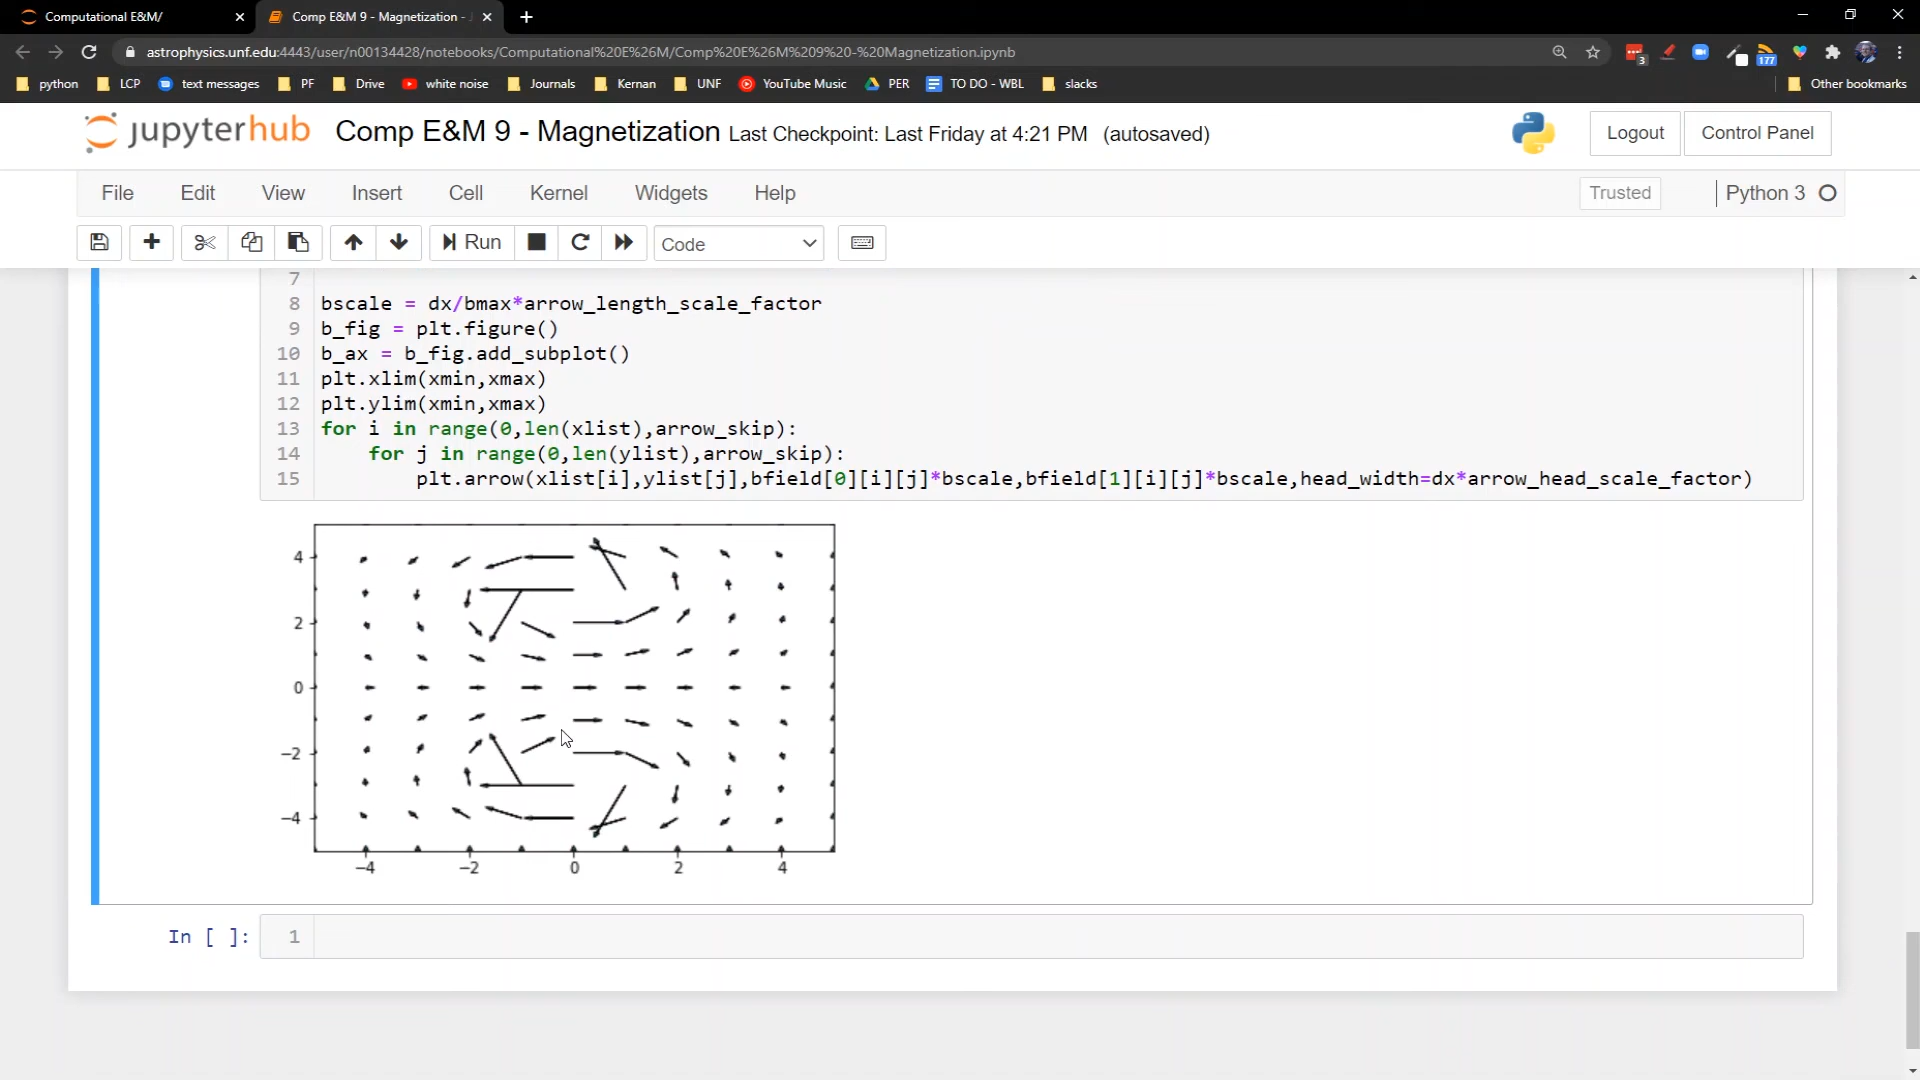 Computational E&M/
Comp E&M 9 - Magnetization - J
astrophysics.unf.edu:4443/user/n00134428/notebooks/Computational%20E%26M/Comp%20E%26M%209%20-%20Magnetization.ipynb
3
177
python LCP text messages PF Drive white noise Journals Kernan UNF YouTube Music PER TO DO - WBL slacks Other bookmarks
jupyterhub Comp E&M 9 - Magnetization Last Checkpoint: Last Friday at 4:21 PM (autosaved) Logout Control Panel
File Edit View Insert Cell Kernel Widgets Help Trusted Python 3
Run Code
7
8 bscale = dx/bmax*arrow_length_scale_factor
9 b_fig = plt.figure()
10 b_ax = b_fig.add_subplot()
11 plt.xlim(xmin,xmax)
12 plt.ylim(xmin,xmax)
13 for i in range(0,len(xlist),arrow_skip):
14 for j in range(0,len(ylist),arrow_skip):
15 plt.arrow(xlist[i],ylist[j],bfield[0][i][j]*bscale,bfield[1][i][j]*bscale,head_width=dx*arrow_head_scale_factor)
4
2
0
−2
−4
−4 −2 0 2 4
In [ ]: 1